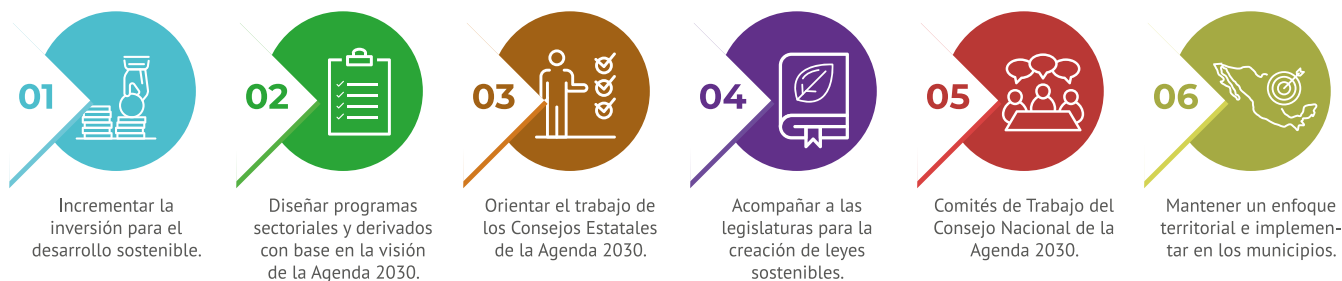 01
Incrementar la
inversión para el
desarrollo sostenible.
02
Diseñar programas
sectoriales y derivados
con base en la visión
de la Agenda 2030.
03
Orientar el trabajo de
los Consejos Estatales
de la Agenda 2030.
04
Acompañar a las
legislaturas para la
creación de leyes
sostenibles.
05
Comités de Trabajo del
Consejo Nacional de la
Agenda 2030.
06
Mantener un enfoque
territorial e implemen-
tar en los municipios.